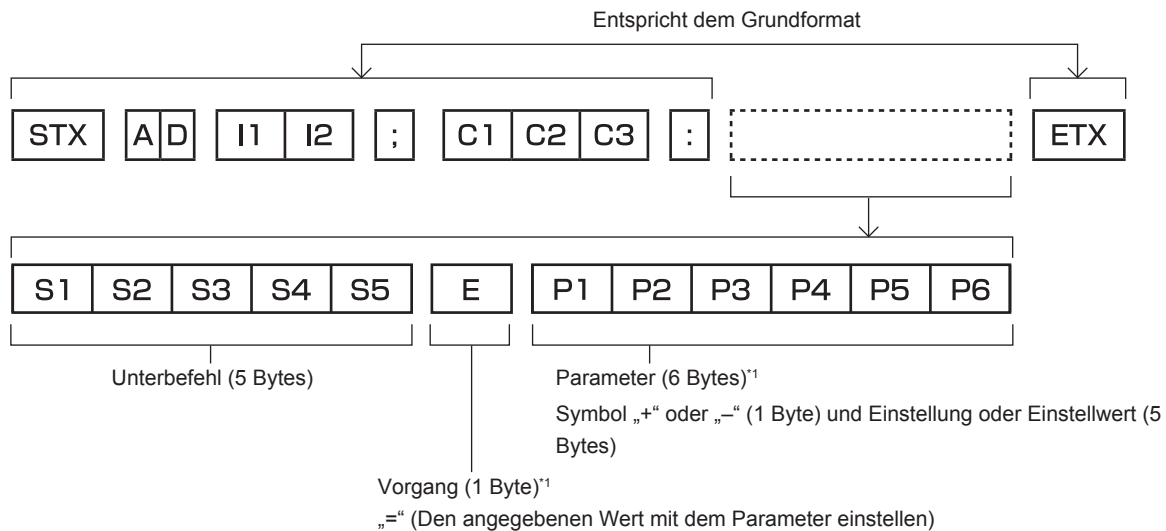 Entspricht dem Grundformat
STX A D I1 I2 ; C1 C2 C3 : ETX
S1 S2 S3 S4 S5 E P1 P2 P3 P4 P5 P6
Unterbefehl (5 Bytes)
Parameter (6 Bytes)*1
Symbol „+“ oder „–“ (1 Byte) und Einstellung oder Einstellwert (5
Bytes)
Vorgang (1 Byte)*1
„=“ (Den angegebenen Wert mit dem Parameter einstellen)